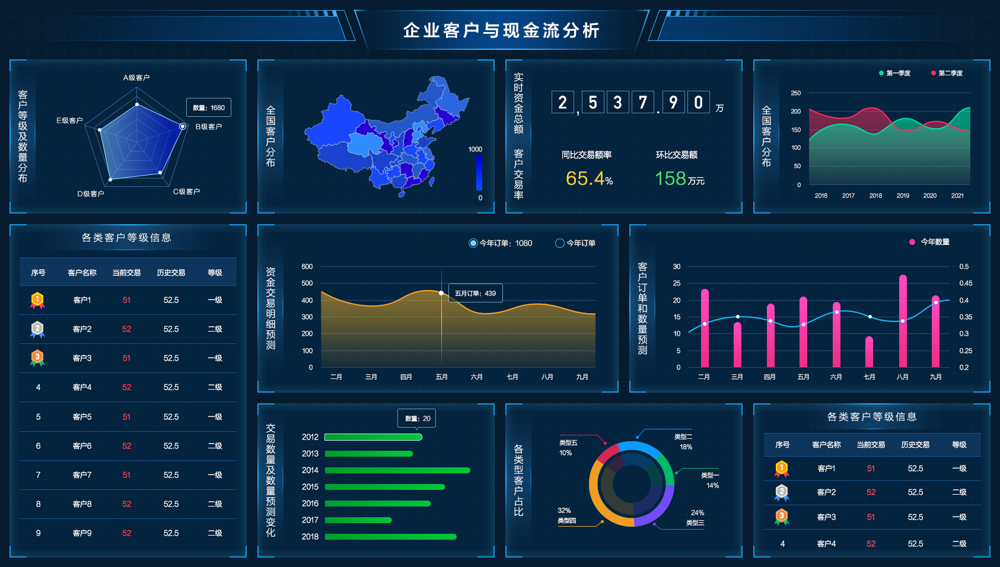 企业客户与现金流分析
客户等级及数量分布
A级客户
数量：1680
E级客户
B级客户
D级客户
C级客户
全国客户分布
1000
0
实时资金总额
2,537.90 万
客户交易率
同比交易额率
环比交易额
65.4%
158万元
全国客户分布
第一季度
第二季度
250
200
150
100
50
0
2016 2017 2018 2019 2020 2021
各类客户等级信息
序号 客户名称 当前交易 历史交易 等级
1 客户1 51 52.5 一级
2 客户2 52 52.5 二级
3 客户3 51 52.5 一级
4 客户4 52 52.5 二级
5 客户5 51 52.5 一级
6 客户6 52 52.5 二级
7 客户7 51 52.5 一级
8 客户8 52 52.5 二级
9 客户9 52 52.5 二级
资金交易明细预测
今年订单：1080
今年订单
600
500
400
300
200
100
0
五月订单：439
二月 三月 四月 五月 六月 七月 八月 九月
客户订单和数量预测
今年数量
30 0.5
25 0.45
20 0.4
15 0.35
10 0.3
5 0.25
0 0.2
二月 三月 四月 五月 六月 七月 八月 九月
交易数量及数量预测变化
数量：20
2012
2013
2014
2015
2016
2017
2018
各类型客户占比
类型五
10%
类型二
18%
类型一
14%
32%
类型四
24%
类型三
各类客户等级信息
序号 客户名称 当前交易 历史交易 等级
1 客户1 51 52.5 一级
2 客户2 52 52.5 二级
3 客户3 51 52.5 一级
4 客户4 52 52.5 二级